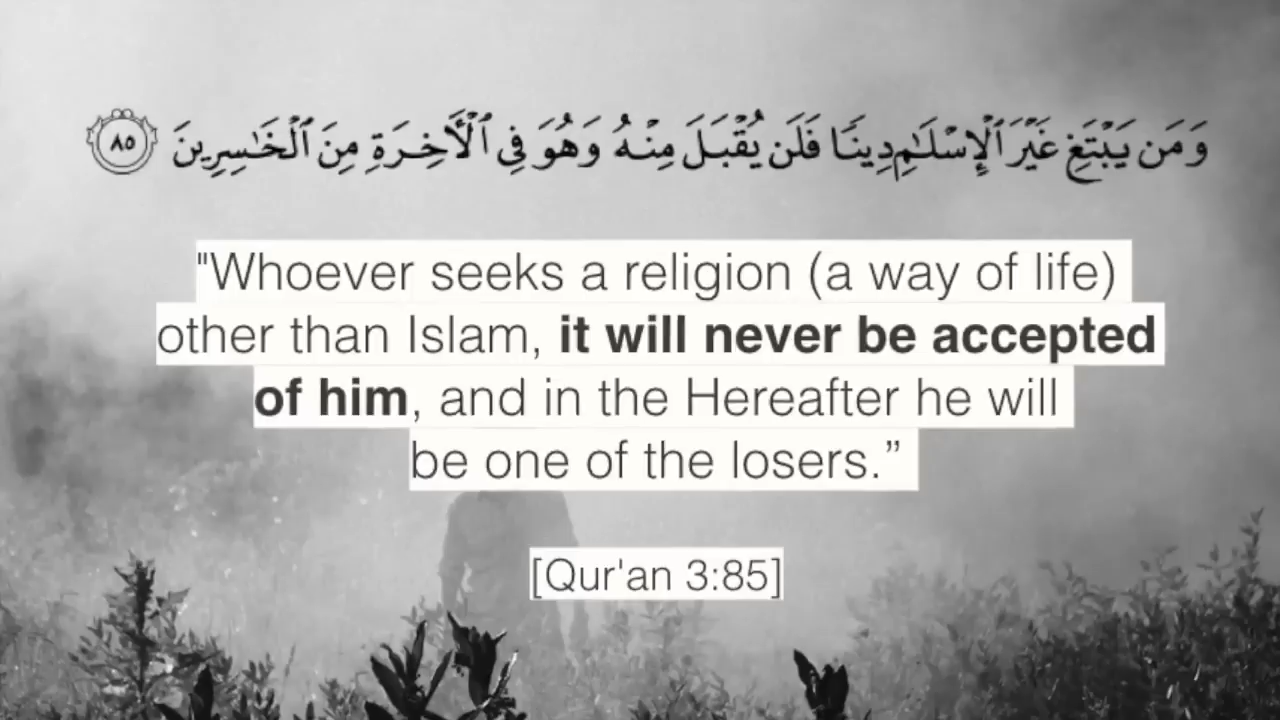 وَمَن يَبْتَغِ غَيْرَ ٱلْإِسْلَـٰمِ دِينًا فَلَن يُقْبَلَ مِنْهُ وَهُوَ فِى ٱلْـَٔاخِرَةِ مِنَ ٱلْخَـٰسِرِينَ ٨٥
"Whoever seeks a religion (a way of life)
other than Islam, it will never be accepted
of him, and in the Hereafter he will
be one of the losers.”
[Qur'an 3:85]